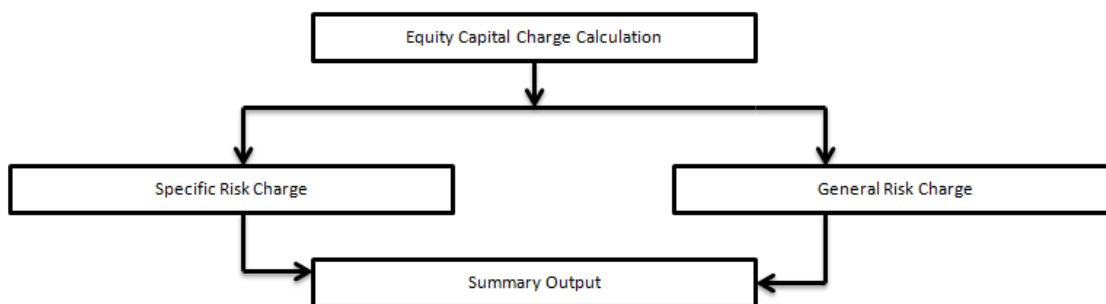 Equity Capital Charge Calculation
Specific Risk Charge
General Risk Charge
Summary Output